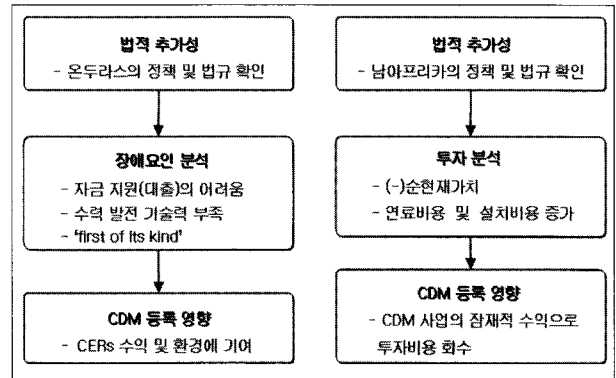 법적 추가성
- 온두라스의 정책 및 법규 확인
장애요인 분석
- 자금 지원(대출)의 어려움
- 수력 발전 기술력 부족
- 'first of its kind'
CDM 등록 영향
- CERs 수익 및 환경에 기여
법적 추가성
- 남아프리카의 정책 및 법규 확인
투자 분석
- (-)순현재가치
- 연료비용 및 설치비용 증가
CDM 등록 영향
- CDM 사업의 잠재적 수익으로
투자비용 회수